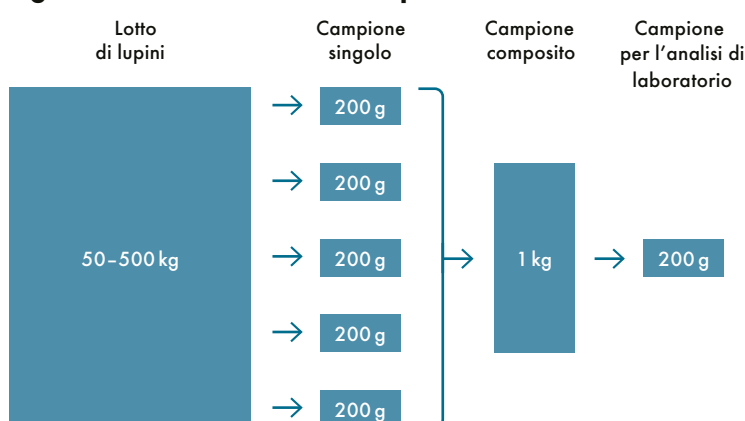 Lotto
di lupini
Campione
singolo
Campione
composito
Campione
per l'analisi di
laboratorio
200 g
200 g
50–500 kg
200 g
1 kg
200 g
200 g
200 g